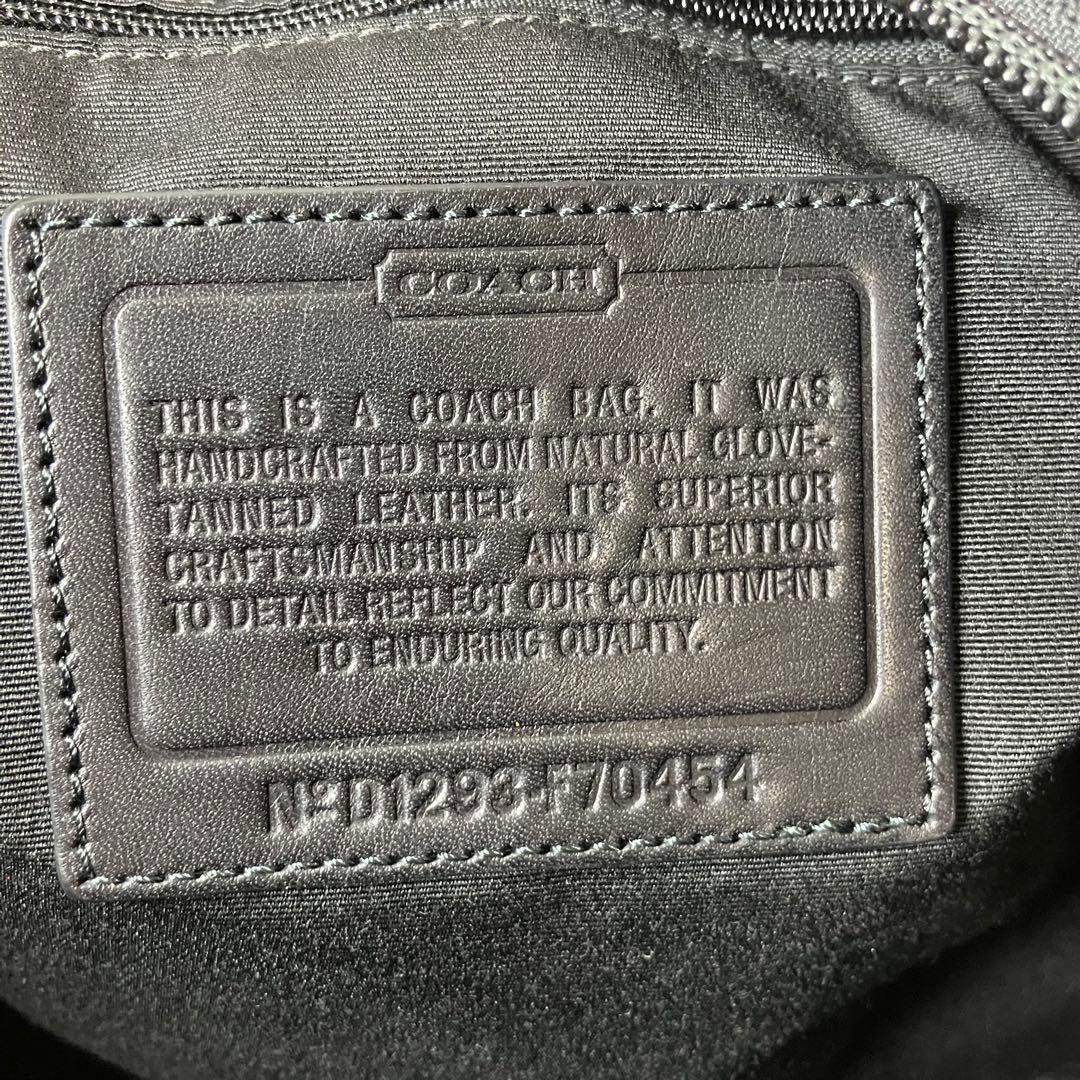 COACH
THIS IS A COACH BAG. IT WAS
HANDCRAFTED FROM NATURAL GLOVE-
TANNED LEATHER. ITS SUPERIOR
CRAFTSMANSHIP AND ATTENTION
TO DETAIL REFLECT OUR COMMITMENT
TO ENDURING QUALITY.
Nº D1293-F70454